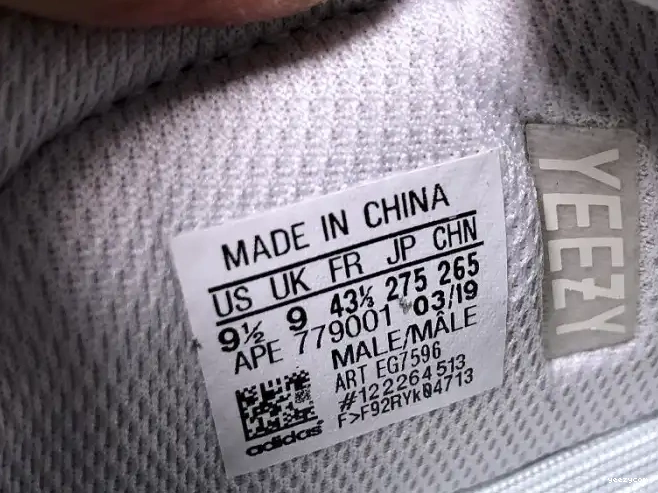 MADE IN CHINA
US UK FR JP CHN
9½ 9 43⅓ 275 265
APE 779001 03/19
MALE/MÂLE
ART EG7596
#122264513
F>F92RYk04713
adidas
YEEZY